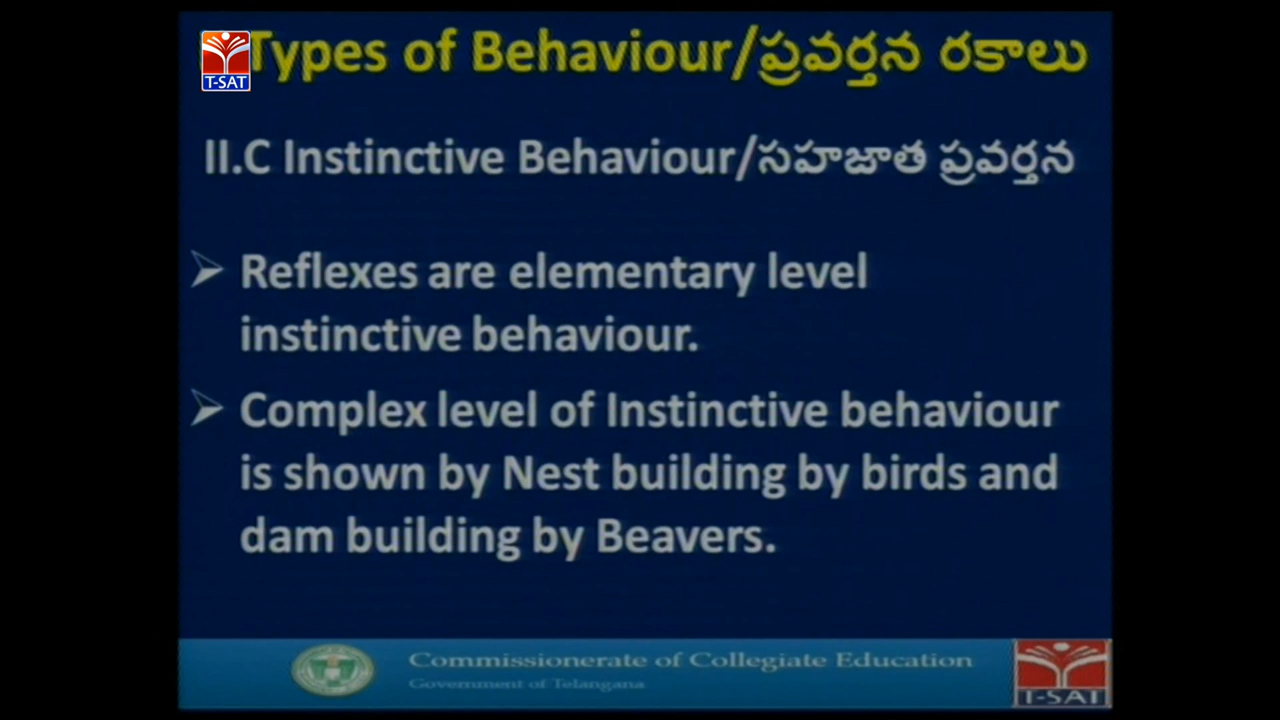 Types of Behaviour/ప్రవర్తన రకాలు
T-SAT
II.C Instinctive Behaviour/సహజాత ప్రవర్తన
Reflexes are elementary level
instinctive behaviour.
Complex level of Instinctive behaviour
is shown by Nest building by birds and
dam building by Beavers.
Commissionerate of Collegiate Education
Government of Telangana
T-SAT